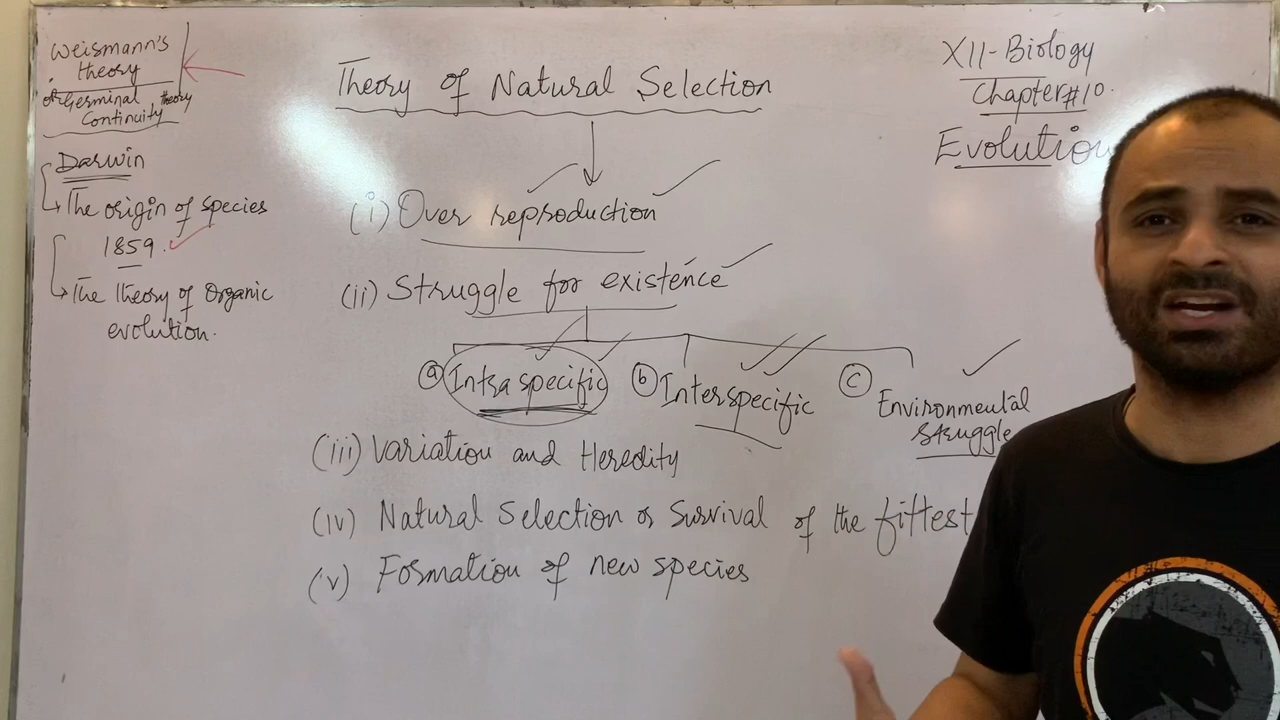 Weismann's
theory
or Germinal theory
Continuity
Darwin
The origin of species
1859.
The Theory of Organic
evolution.
Theory of Natural Selection
(i) Over reproduction
(ii) Struggle for existence
(a) Intraspecific
(b) Interspecific
(c) Environmental
struggle
(iii) Variation and Heredity
(iv) Natural Selection or Survival of the fittest
(v) Formation of new species
XII-Biology
Chapter#10.
Evolution